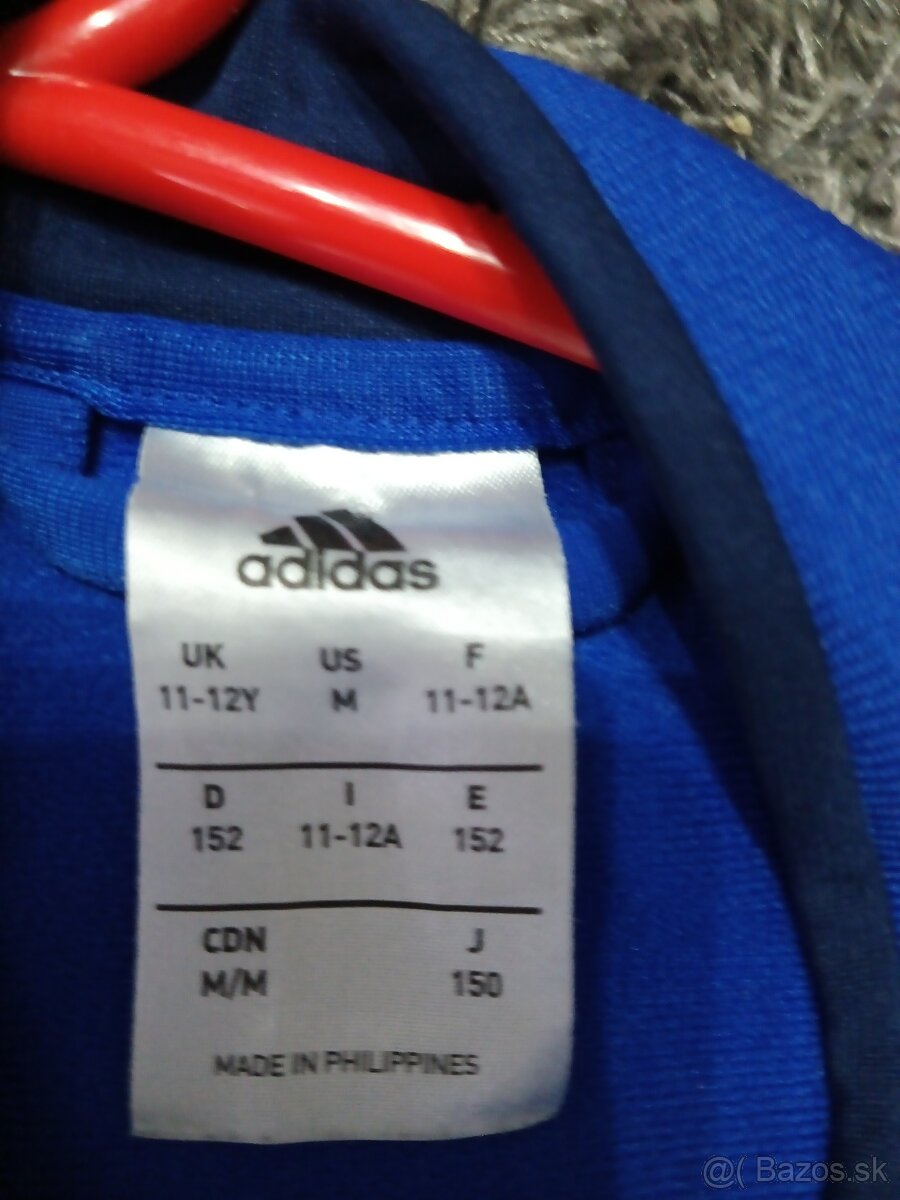 adidas
UK US F
11-12Y M 11-12A
D I E
152 11-12A 152
CDN J
M/M 150
MADE IN PHILIPPINES
@( Bazos.sk